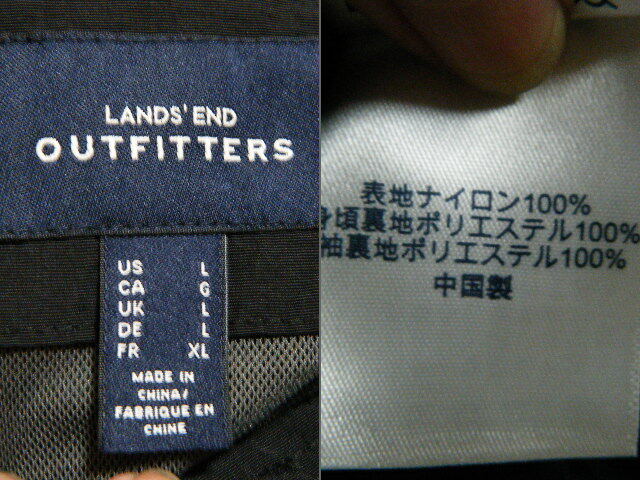 LANDS' END
OUTFITTERS
US L
CA G
UK L
DE L
FR XL
MADE IN
CHINA/
FABRIQUE EN
CHINE
表地ナイロン100%
身頃裏地ポリエステル100%
袖裏地ポリエステル100%
中国製